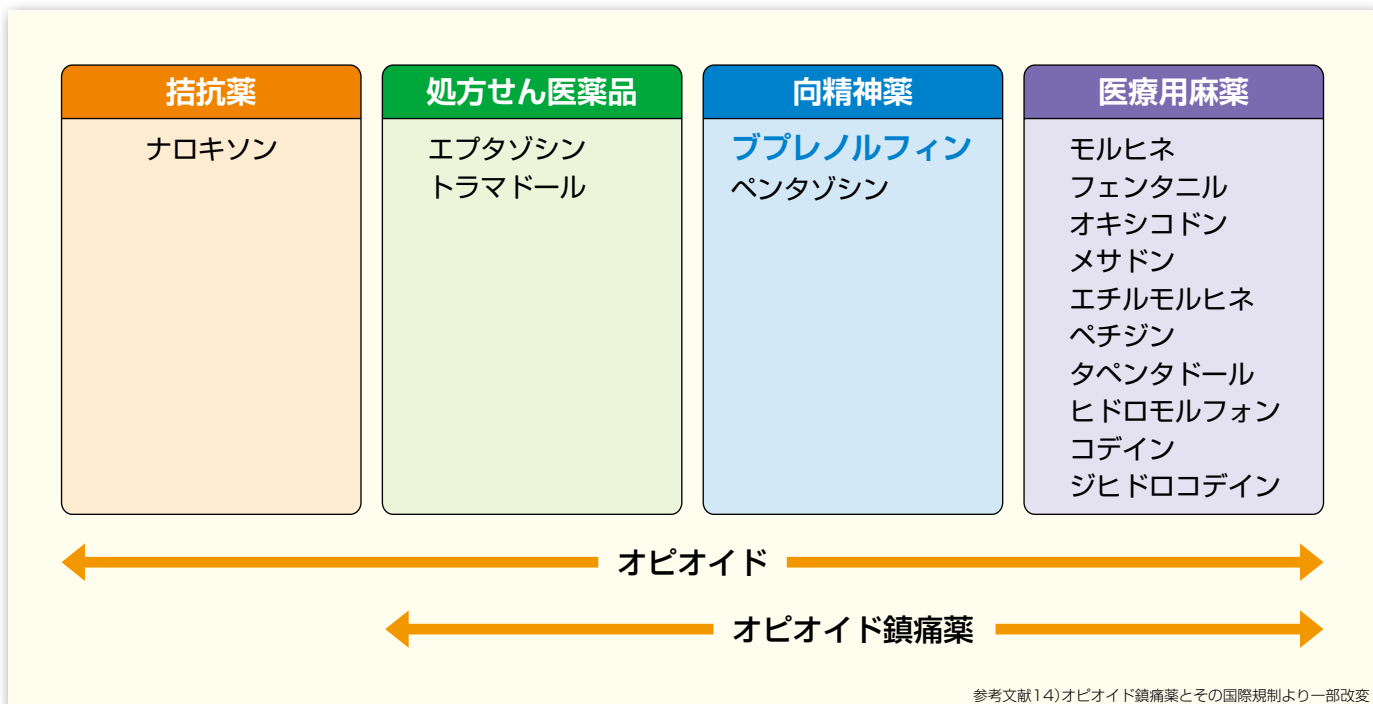 拮抗薬
ナロキソン
処方せん医薬品
エプタゾシン
トラマドール
向精神薬
ブプレノルフィン
ペンタゾシン
医療用麻薬
モルヒネ
フェンタニル
オキシコドン
メサドン
エチルモルヒネ
ペチジン
タペンタドール
ヒドロモルフォン
コデイン
ジヒドロコデイン
オピオイド
オピオイド鎮痛薬
参考文献14)オピオイド鎮痛薬とその国際規制より一部改変